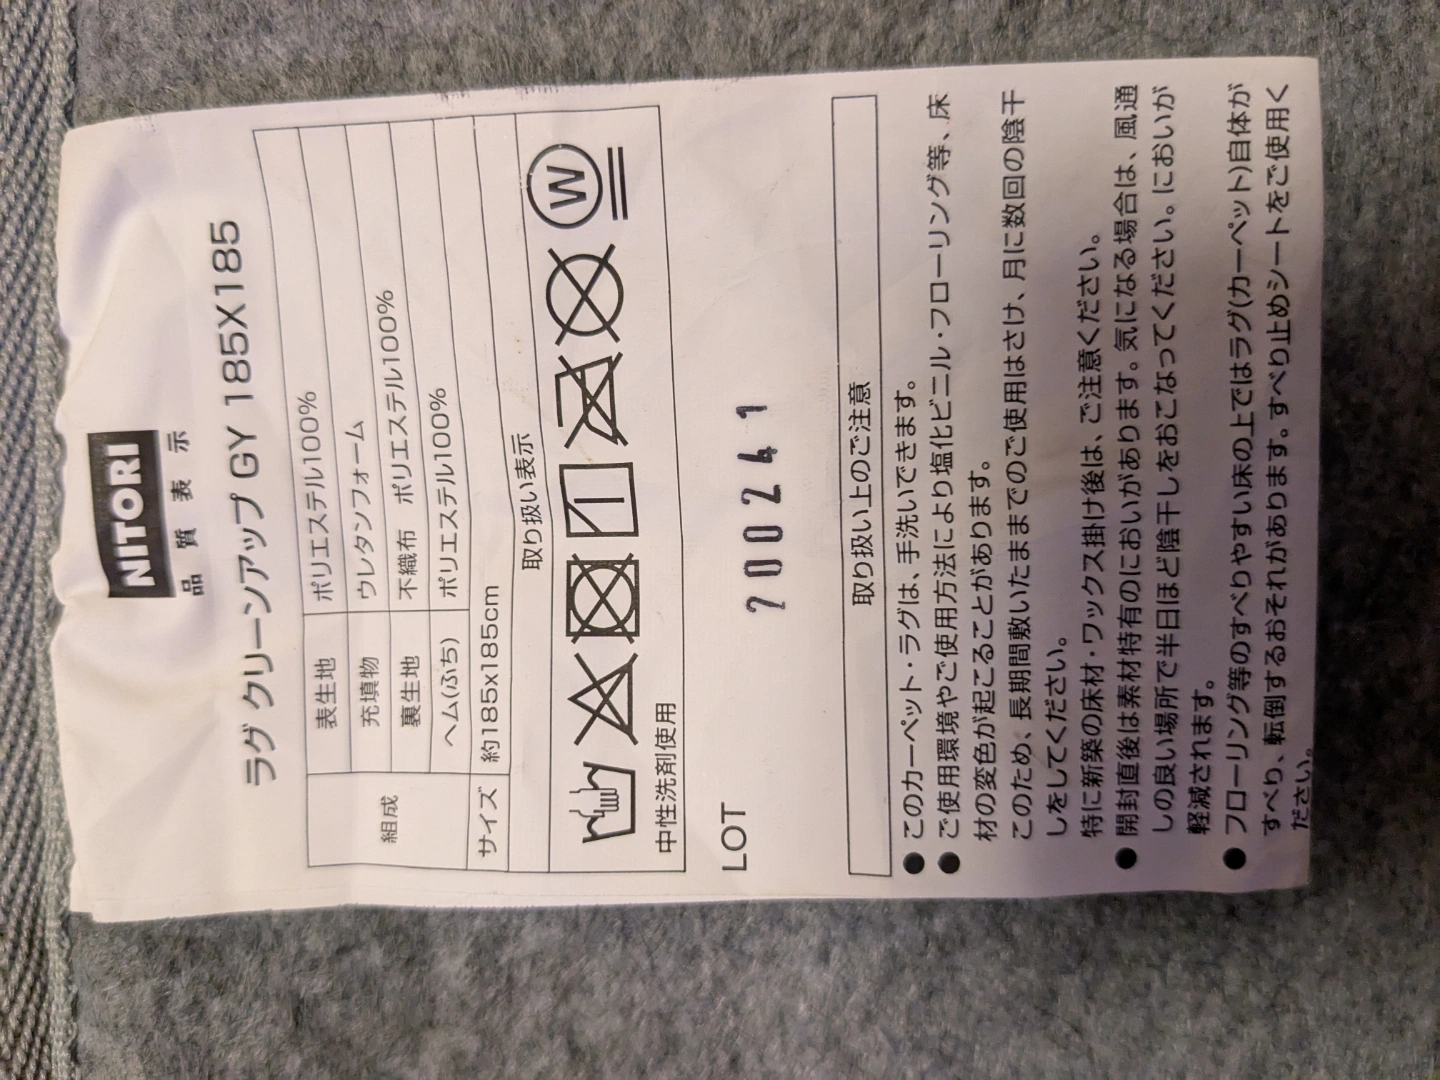 NITORI
品 質 表 示
ラグ クリーンアップ GY 185X185
組成
表生地 ポリエステル100%
充填物 ウレタンフォーム
裏生地 不織布 ポリエステル100%
ヘム(ふち) ポリエステル100%
サイズ 約185x185cm
取り扱い表示
W
中性洗剤使用
LOT
200241
取り扱い上のご注意
● このカーペット・ラグは、手洗いできます。
● ご使用環境やご使用方法により塩化ビニル・フローリング等、床
材の変色が起こることがあります。
このため、長期間敷いたままでのご使用はさけ、月に数回の陰干
しをしてください。
特に新築の床材・ワックス掛け後は、ご注意ください。
● 開封直後は素材特有のにおいがあります。気になる場合は、風通
しの良い場所で半日ほど陰干しをおこなってください。においが
軽減されます。
● フローリング等のすべりやすい床の上ではラグ(カーペット)自体が
すべり、転倒するおそれがあります。すべり止めシートをご使用く
ださい。